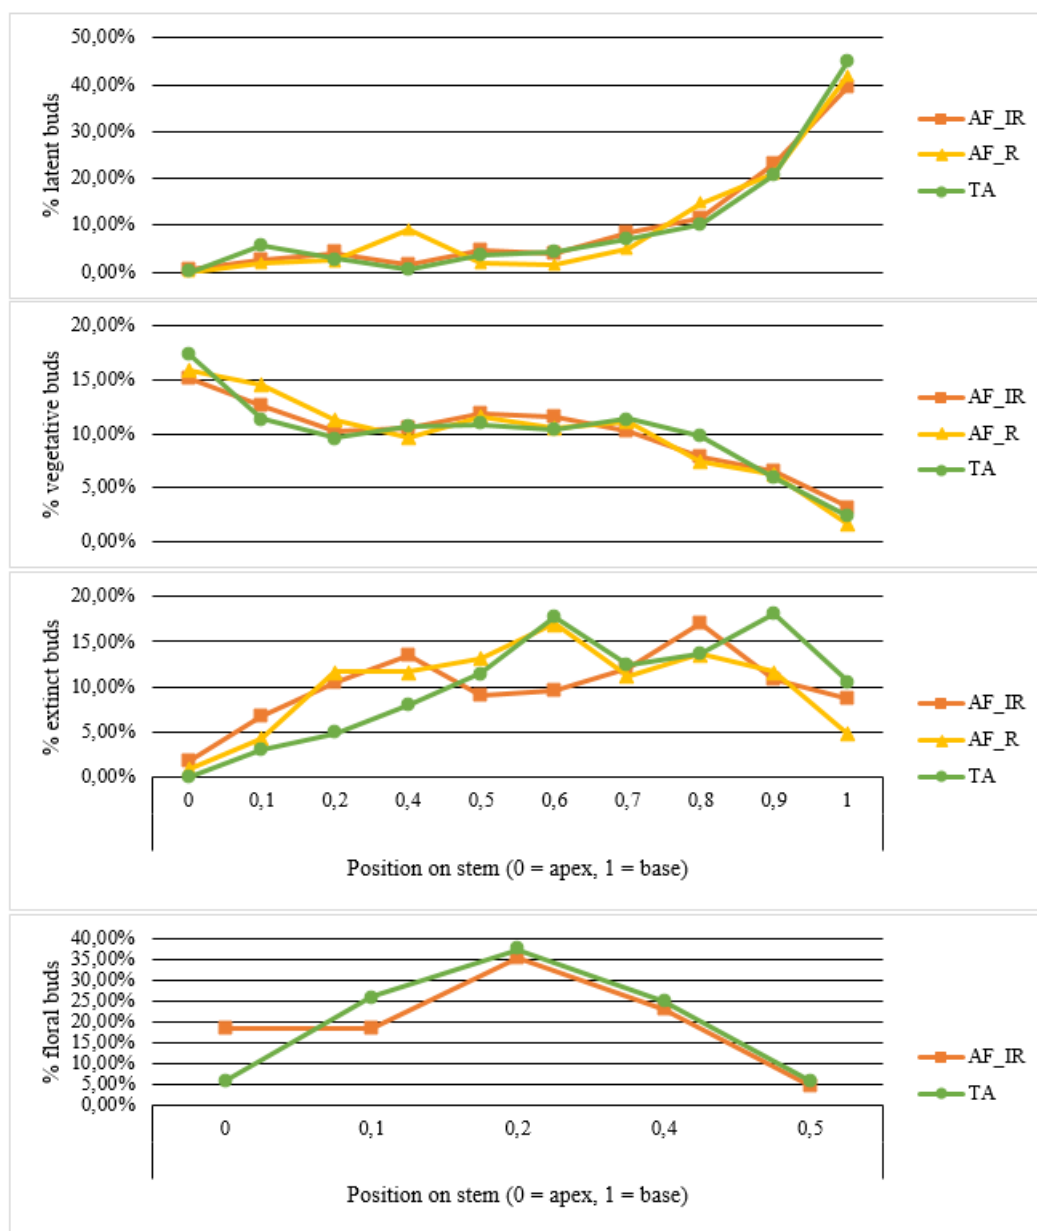 50,00%
40,00%
30,00%
20,00%
10,00%
0,00%
% latent buds
AF_IR
AF_R
TA
20,00%
15,00%
10,00%
5,00%
0,00%
% vegetative buds
AF_IR
AF_R
TA
20,00%
15,00%
10,00%
5,00%
0,00%
% extinct buds
AF_IR
AF_R
TA
0 0,1 0,2 0,4 0,5 0,6 0,7 0,8 0,9 1
Position on stem (0 = apex, 1 = base)
40,00%
35,00%
30,00%
25,00%
20,00%
15,00%
10,00%
5,00%
0,00%
% floral buds
AF_IR
TA
0 0,1 0,2 0,4 0,5
Position on stem (0 = apex, 1 = base)